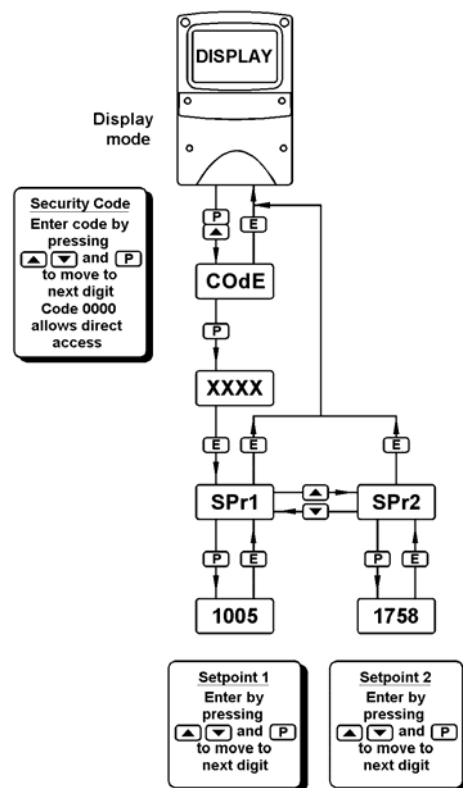 DISPLAY
Display
mode
Security Code
Enter code by
pressing
▲ ▼ and P
to move to
next digit
Code 0000
allows direct
access
P
▲
E
COdE
P
XXXX
E
E
E
SPr1
▲
▼
SPr2
P
E
P
E
1005
1758
Setpoint 1
Enter by
pressing
▲ ▼ and P
to move to
next digit
Setpoint 2
Enter by
pressing
▲ ▼ and P
to move to
next digit